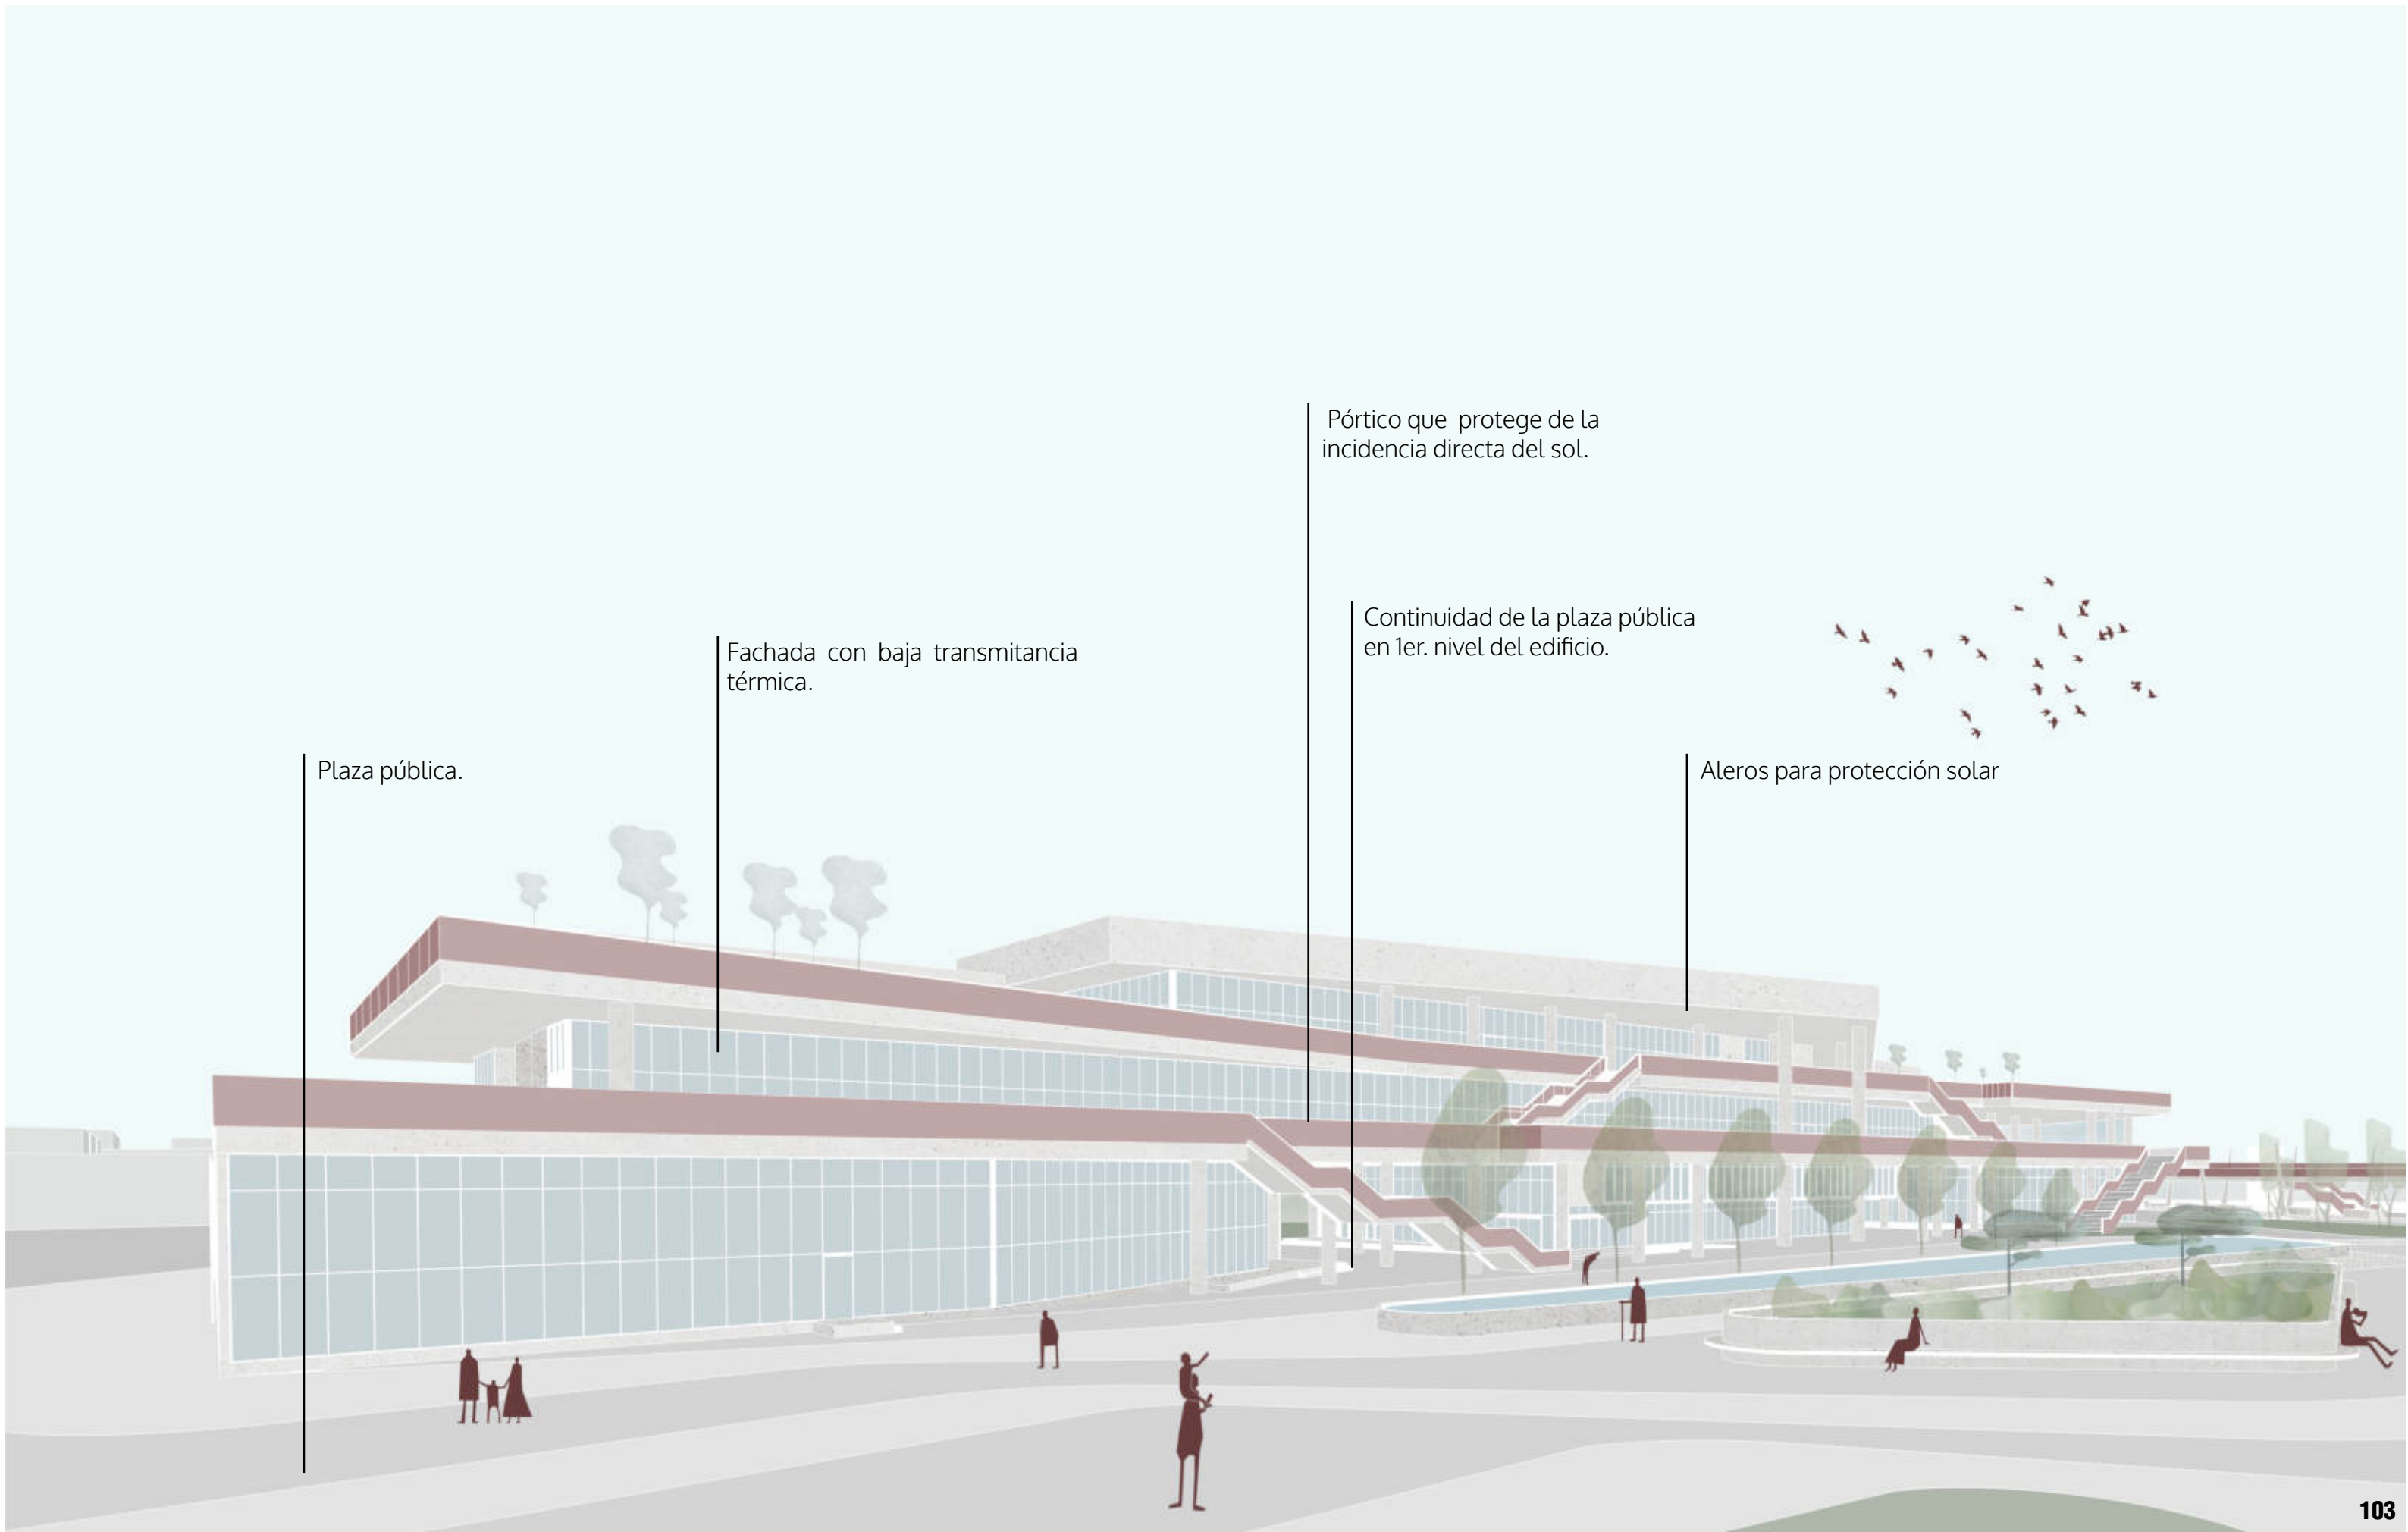 Pórtico que protege de la
incidencia directa del sol.
Continuidad de la plaza pública
en 1er. nivel del edificio.
Fachada con baja transmitancia
térmica.
Plaza pública.
Aleros para protección solar
103